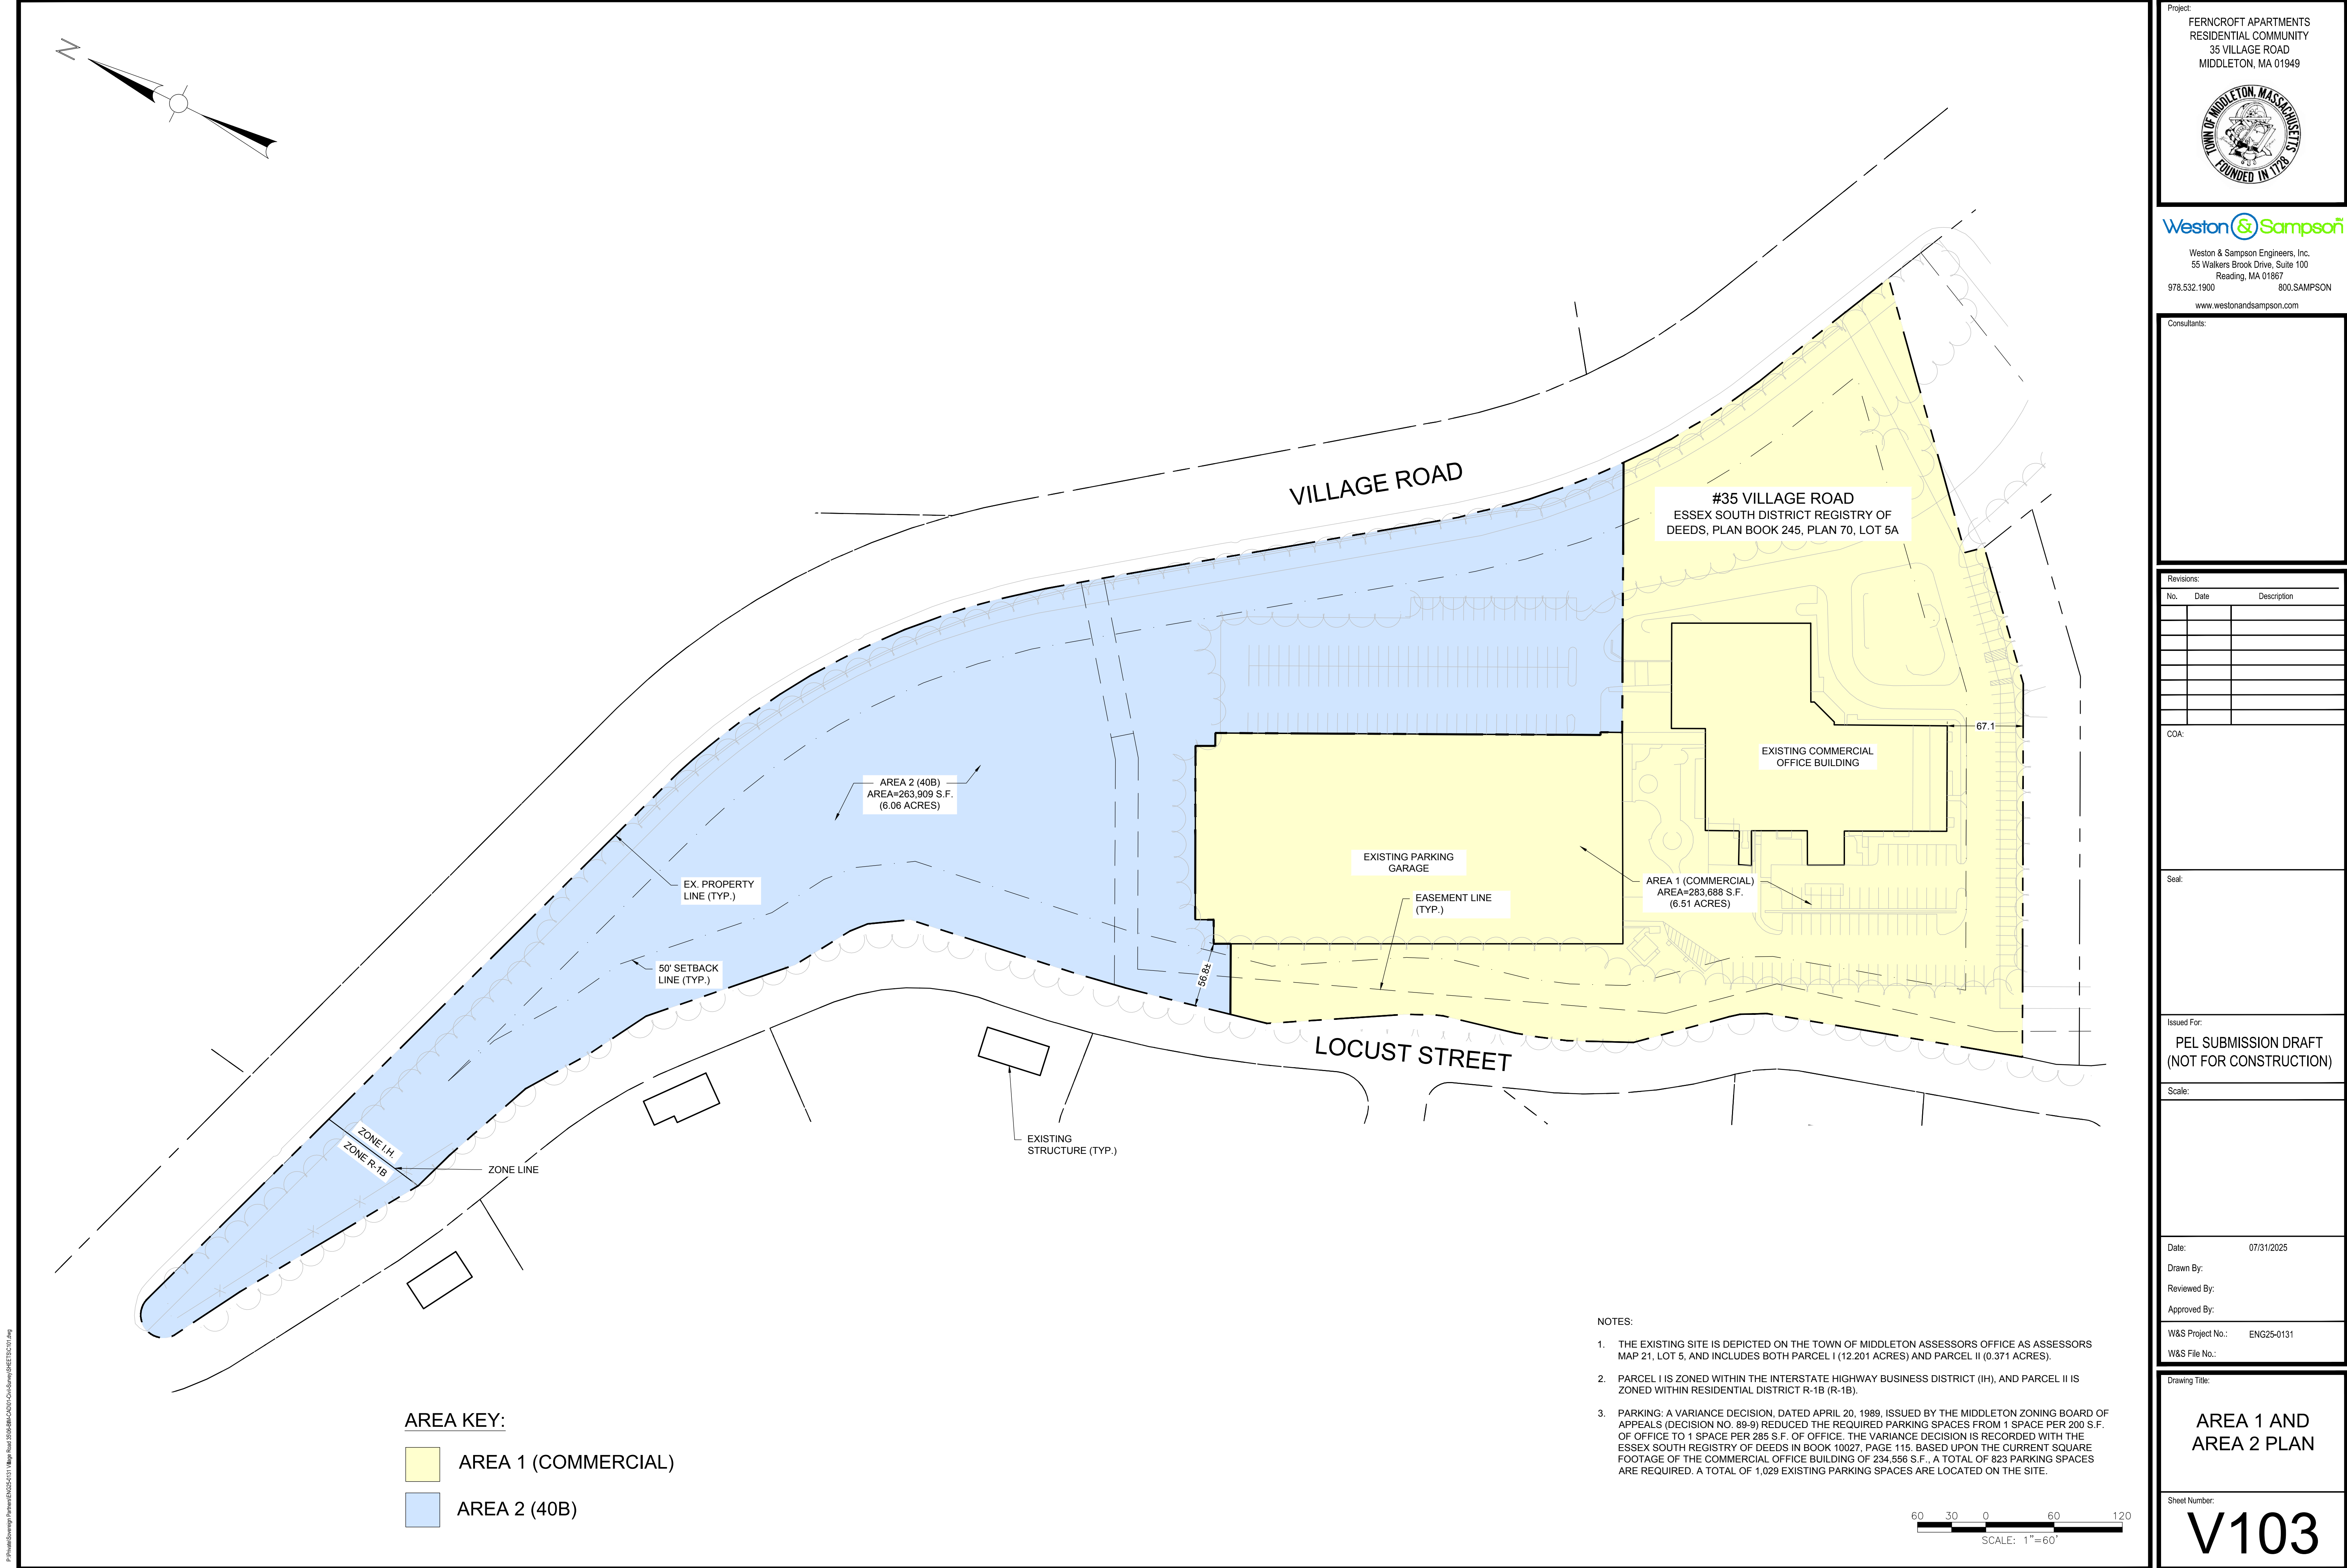 N
VILLAGE ROAD
#35 VILLAGE ROAD
ESSEX SOUTH DISTRICT REGISTRY OF
DEEDS, PLAN BOOK 245, PLAN 70, LOT 5A
67.1
EXISTING COMMERCIAL
OFFICE BUILDING
AREA 2 (40B)
AREA=263,909 S.F.
(6.06 ACRES)
EXISTING PARKING
GARAGE
AREA 1 (COMMERCIAL)
AREA=283,688 S.F.
(6.51 ACRES)
EX. PROPERTY
LINE (TYP.)
EASEMENT LINE
(TYP.)
50' SETBACK
LINE (TYP.)
56.8±
LOCUST STREET
EXISTING
STRUCTURE (TYP.)
ZONE I.H.
ZONE R-1B
ZONE LINE
AREA KEY:
AREA 1 (COMMERCIAL)
AREA 2 (40B)
NOTES:
1. THE EXISTING SITE IS DEPICTED ON THE TOWN OF MIDDLETON ASSESSORS OFFICE AS ASSESSORS
MAP 21, LOT 5, AND INCLUDES BOTH PARCEL I (12.201 ACRES) AND PARCEL II (0.371 ACRES).
2. PARCEL I IS ZONED WITHIN THE INTERSTATE HIGHWAY BUSINESS DISTRICT (IH), AND PARCEL II IS
ZONED WITHIN RESIDENTIAL DISTRICT R-1B (R-1B).
3. PARKING: A VARIANCE DECISION, DATED APRIL 20, 1989, ISSUED BY THE MIDDLETON ZONING BOARD OF
APPEALS (DECISION NO. 89-9) REDUCED THE REQUIRED PARKING SPACES FROM 1 SPACE PER 200 S.F.
OF OFFICE TO 1 SPACE PER 285 S.F. OF OFFICE. THE VARIANCE DECISION IS RECORDED WITH THE
ESSEX SOUTH REGISTRY OF DEEDS IN BOOK 10027, PAGE 115. BASED UPON THE CURRENT SQUARE
FOOTAGE OF THE COMMERCIAL OFFICE BUILDING OF 234,556 S.F., A TOTAL OF 823 PARKING SPACES
ARE REQUIRED. A TOTAL OF 1,029 EXISTING PARKING SPACES ARE LOCATED ON THE SITE.
60 30 0 60 120
SCALE: 1"=60'
Project:
FERNCROFT APARTMENTS
RESIDENTIAL COMMUNITY
35 VILLAGE ROAD
MIDDLETON, MA 01949
TOWN OF MIDDLETON, MASSACHUSETTS
FOUNDED IN 1728
Weston & Sampson
Weston & Sampson Engineers, Inc.
55 Walkers Brook Drive, Suite 100
Reading, MA 01867
978.532.1900 800.SAMPSON
www.westonandsampson.com
Consultants:
Revisions:
No. Date Description
COA:
Seal:
Issued For:
PEL SUBMISSION DRAFT
(NOT FOR CONSTRUCTION)
Scale:
Date: 07/31/2025
Drawn By:
Reviewed By:
Approved By:
W&S Project No.: ENG25-0131
W&S File No.:
Drawing Title:
AREA 1 AND
AREA 2 PLAN
Sheet Number:
V103